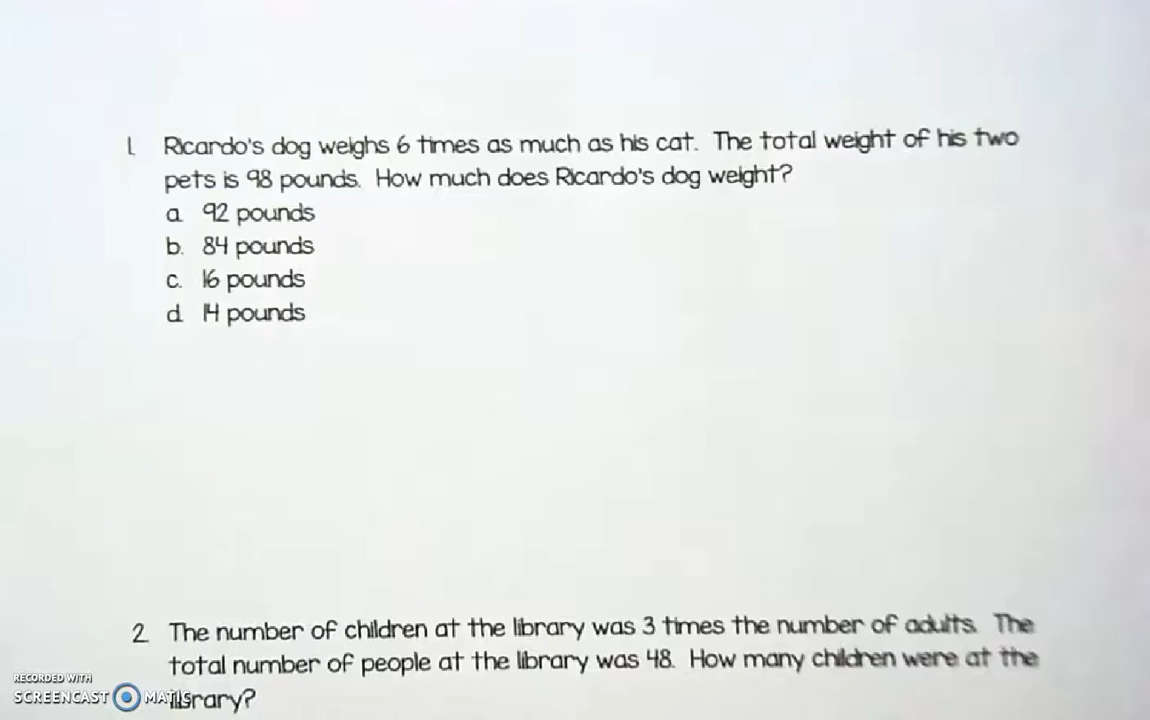 1. Ricardo's dog weighs 6 times as much as his cat. The total weight of his two
pets is 98 pounds. How much does Ricardo's dog weight?
a. 92 pounds
b. 84 pounds
c. 16 pounds
d. 14 pounds
2. The number of children at the library was 3 times the number of adults. The
total number of people at the library was 48. How many children were at the
library?
RECORDED WITH
SCREENCAST MATIC